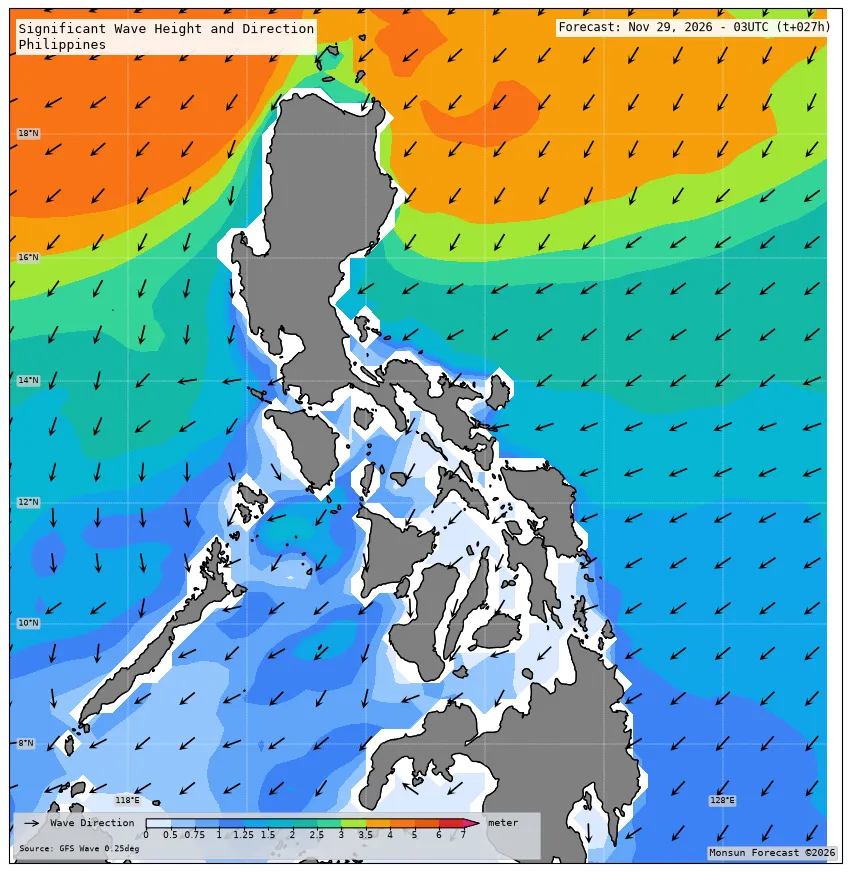 Significant Wave Height and Direction
Philippines
Forecast: Nov 29, 2026 - 03UTC (t+027h)
18°N
16°N
14°N
12°N
10°N
8°N
118°E
128°E
Wave Direction
0 0.5 0.75 1 1.25 1.5 2 2.5 3 3.5 4 5 6 7 meter
Source: GFS Wave 0.25deg
Monsun Forecast ©2026